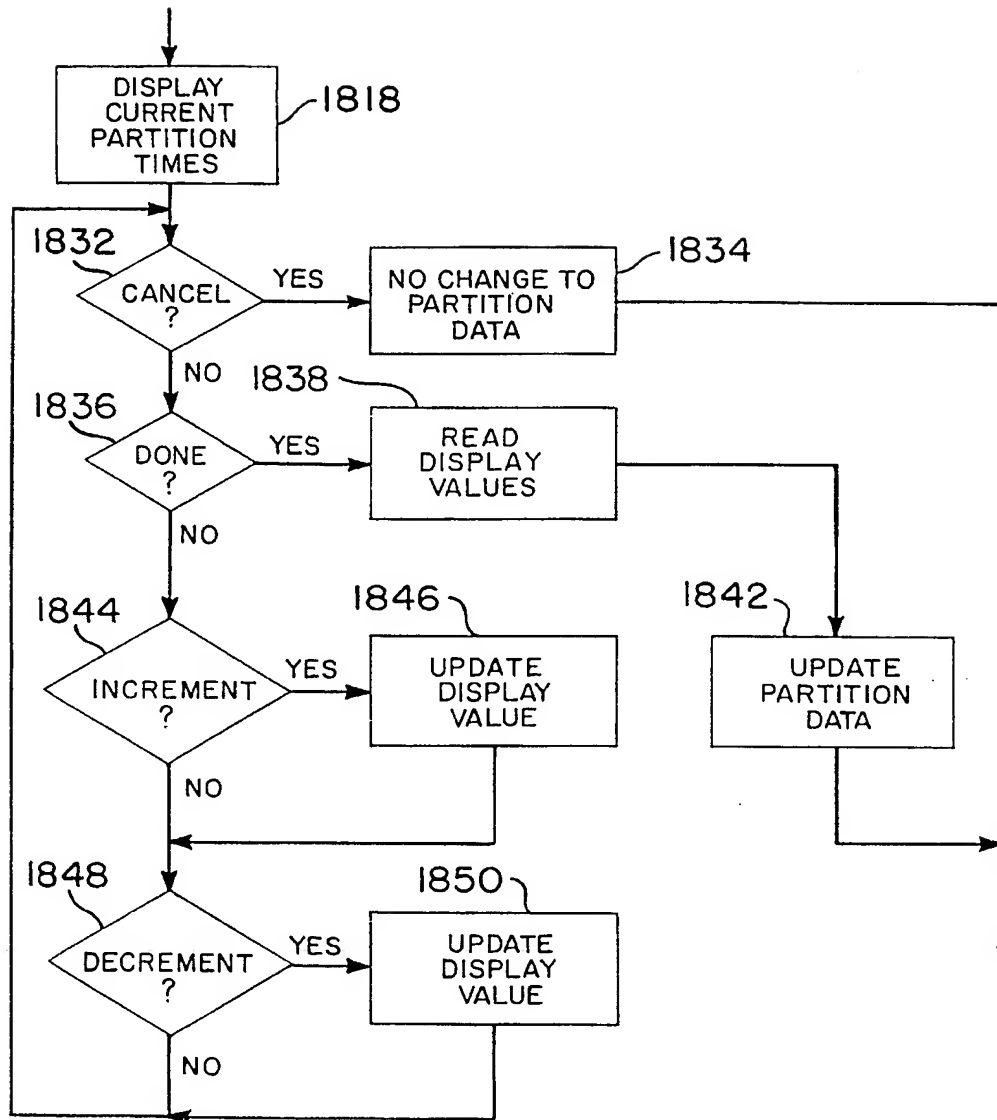 DISPLAY
CURRENT
PARTITION
TIMES
1818
1832
CANCEL
?
YES
NO CHANGE TO
PARTITION
DATA
1834
NO
1836
DONE
?
YES
1838
READ
DISPLAY
VALUES
NO
1844
INCREMENT
?
YES
1846
UPDATE
DISPLAY
VALUE
1842
UPDATE
PARTITION
DATA
NO
1848
DECREMENT
?
YES
1850
UPDATE
DISPLAY
VALUE
NO